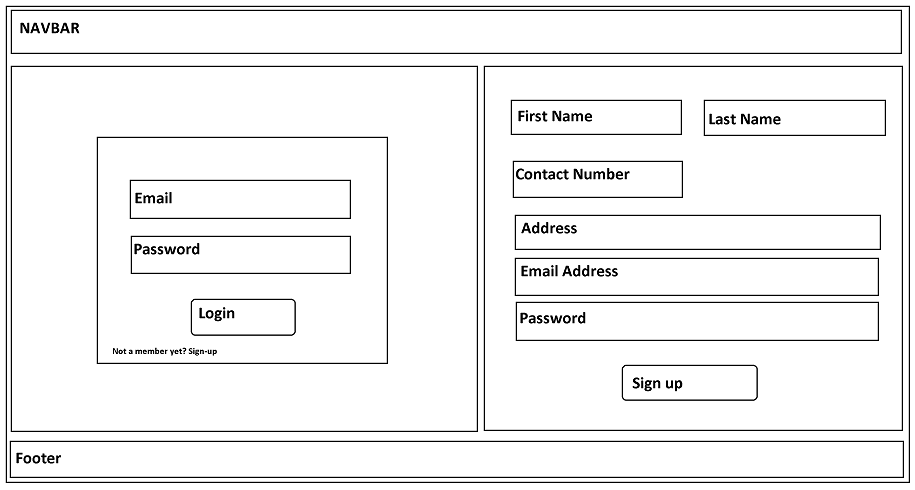 NAVBAR
Email
Password
Login
Not a member yet? Sign-up
First Name
Last Name
Contact Number
Address
Email Address
Password
Sign up
Footer